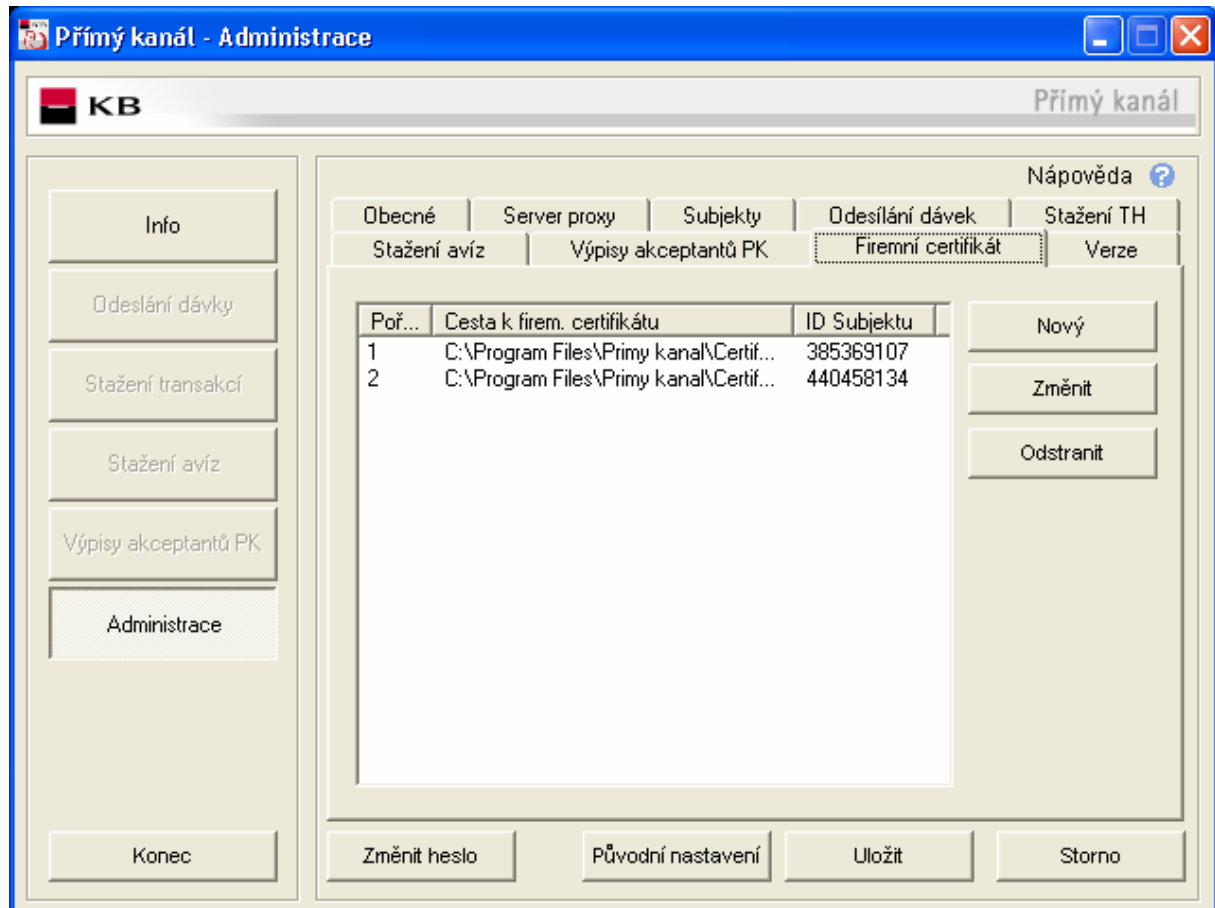 Přímý kanál - Administrace
KB
Přímý kanál
Info
Odeslání dávky
Stažení transakcí
Stažení avíz
Výpisy akceptantů PK
Administrace
Konec
Nápověda ?
Obecné Server proxy Subjekty Odesílání dávek Stažení TH
Stažení avíz Výpisy akceptantů PK Firemní certifikát Verze
Poř... Cesta k firem. certifikátu ID Subjektu
1 C:\Program Files\Primy kanal\Certif... 385369107
2 C:\Program Files\Primy kanal\Certif... 440458134
Nový
Změnit
Odstranit
Změnit heslo Původní nastavení Uložit Storno